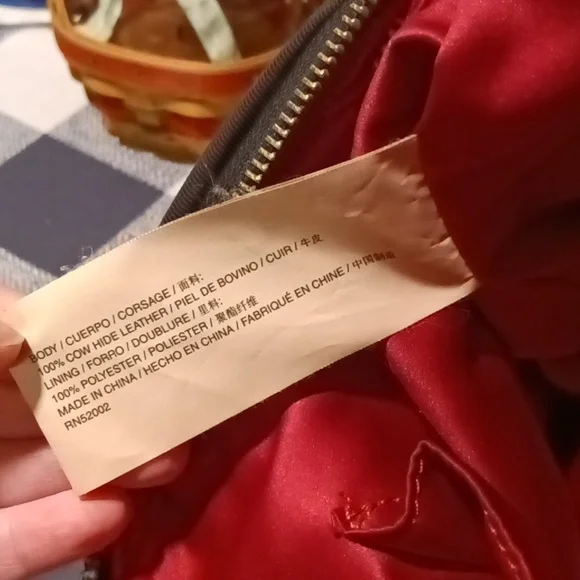 BODY / CUERPO / CORSAGE / 面料:
100% COW HIDE LEATHER / PIEL DE BOVINO / CUIR / 牛皮
LINING / FORRO / DOUBLURE / 里料:
100% POLYESTER / POLIESTER / 聚酯纤维
MADE IN CHINA / HECHO EN CHINA / FABRIQUÉ EN CHINE / 中国制造
RN52002